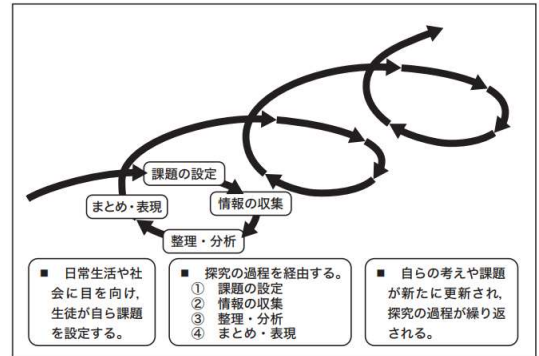 課題の設定
まとめ・表現
情報の収集
整理・分析
■ 日常生活や社
会に目を向け,
生徒が自ら課題
を設定する。
■ 探究の過程を経由する。
① 課題の設定
② 情報の収集
③ 整理・分析
④ まとめ・表現
■ 自らの考えや課題
が新たに更新され,
探究の過程が繰り返
される。